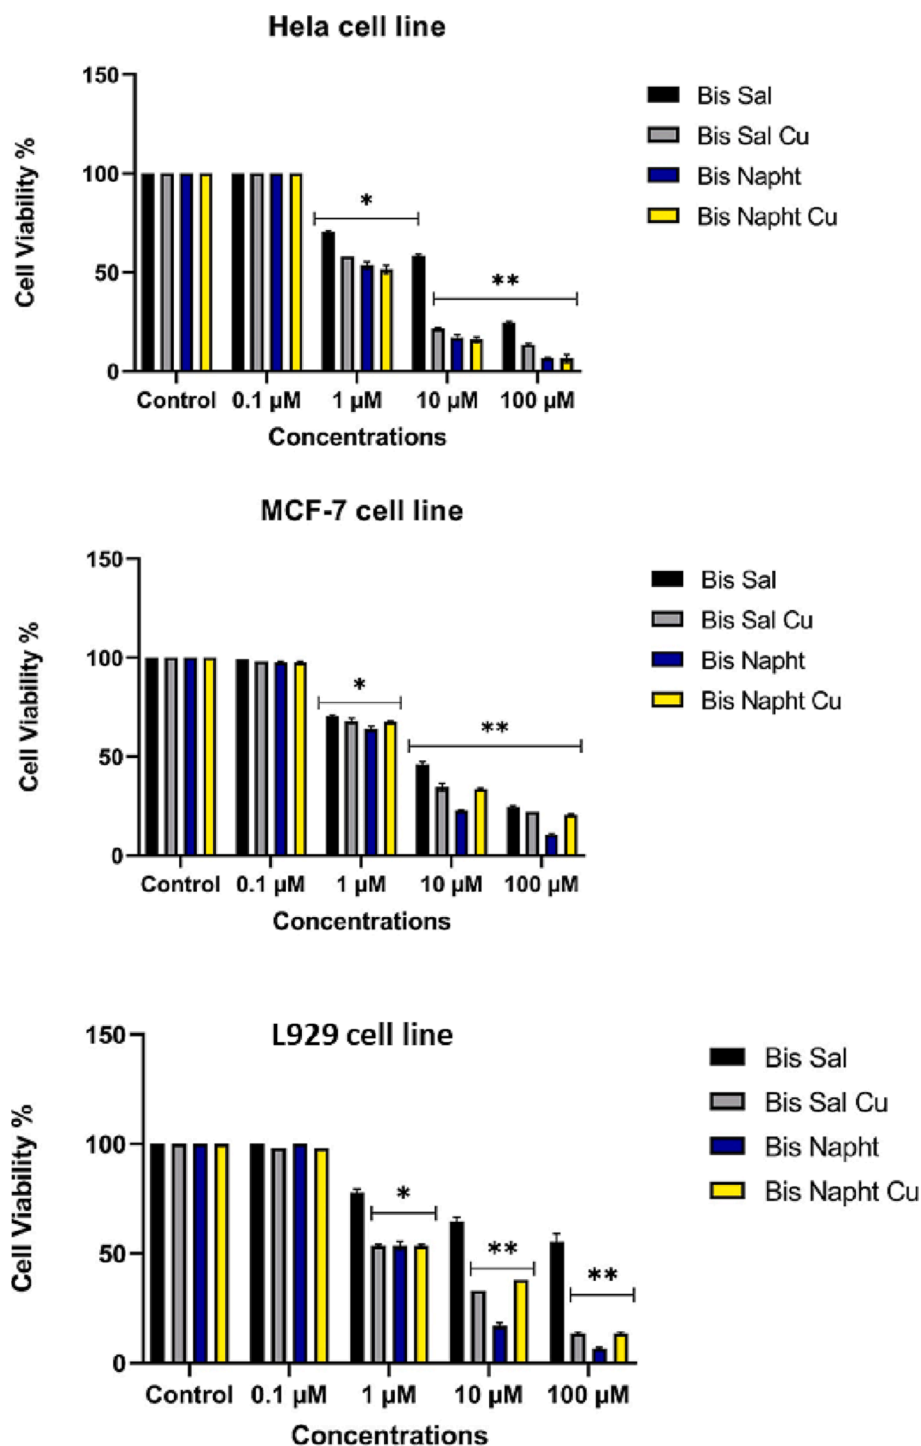 Hela cell line
150
100
50
0
Cell Viability %
*
**
Control 0.1 µM 1 µM 10 µM 100 µM
Concentrations
Bis Sal
Bis Sal Cu
Bis Napht
Bis Napht Cu
MCF-7 cell line
150
100
50
0
Cell Viability %
*
**
Control 0.1 µM 1 µM 10 µM 100 µM
Concentrations
Bis Sal
Bis Sal Cu
Bis Napht
Bis Napht Cu
L929 cell line
150
100
50
0
Cell Viability %
*
**
**
Control 0.1 µM 1 µM 10 µM 100 µM
Concentrations
Bis Sal
Bis Sal Cu
Bis Napht
Bis Napht Cu